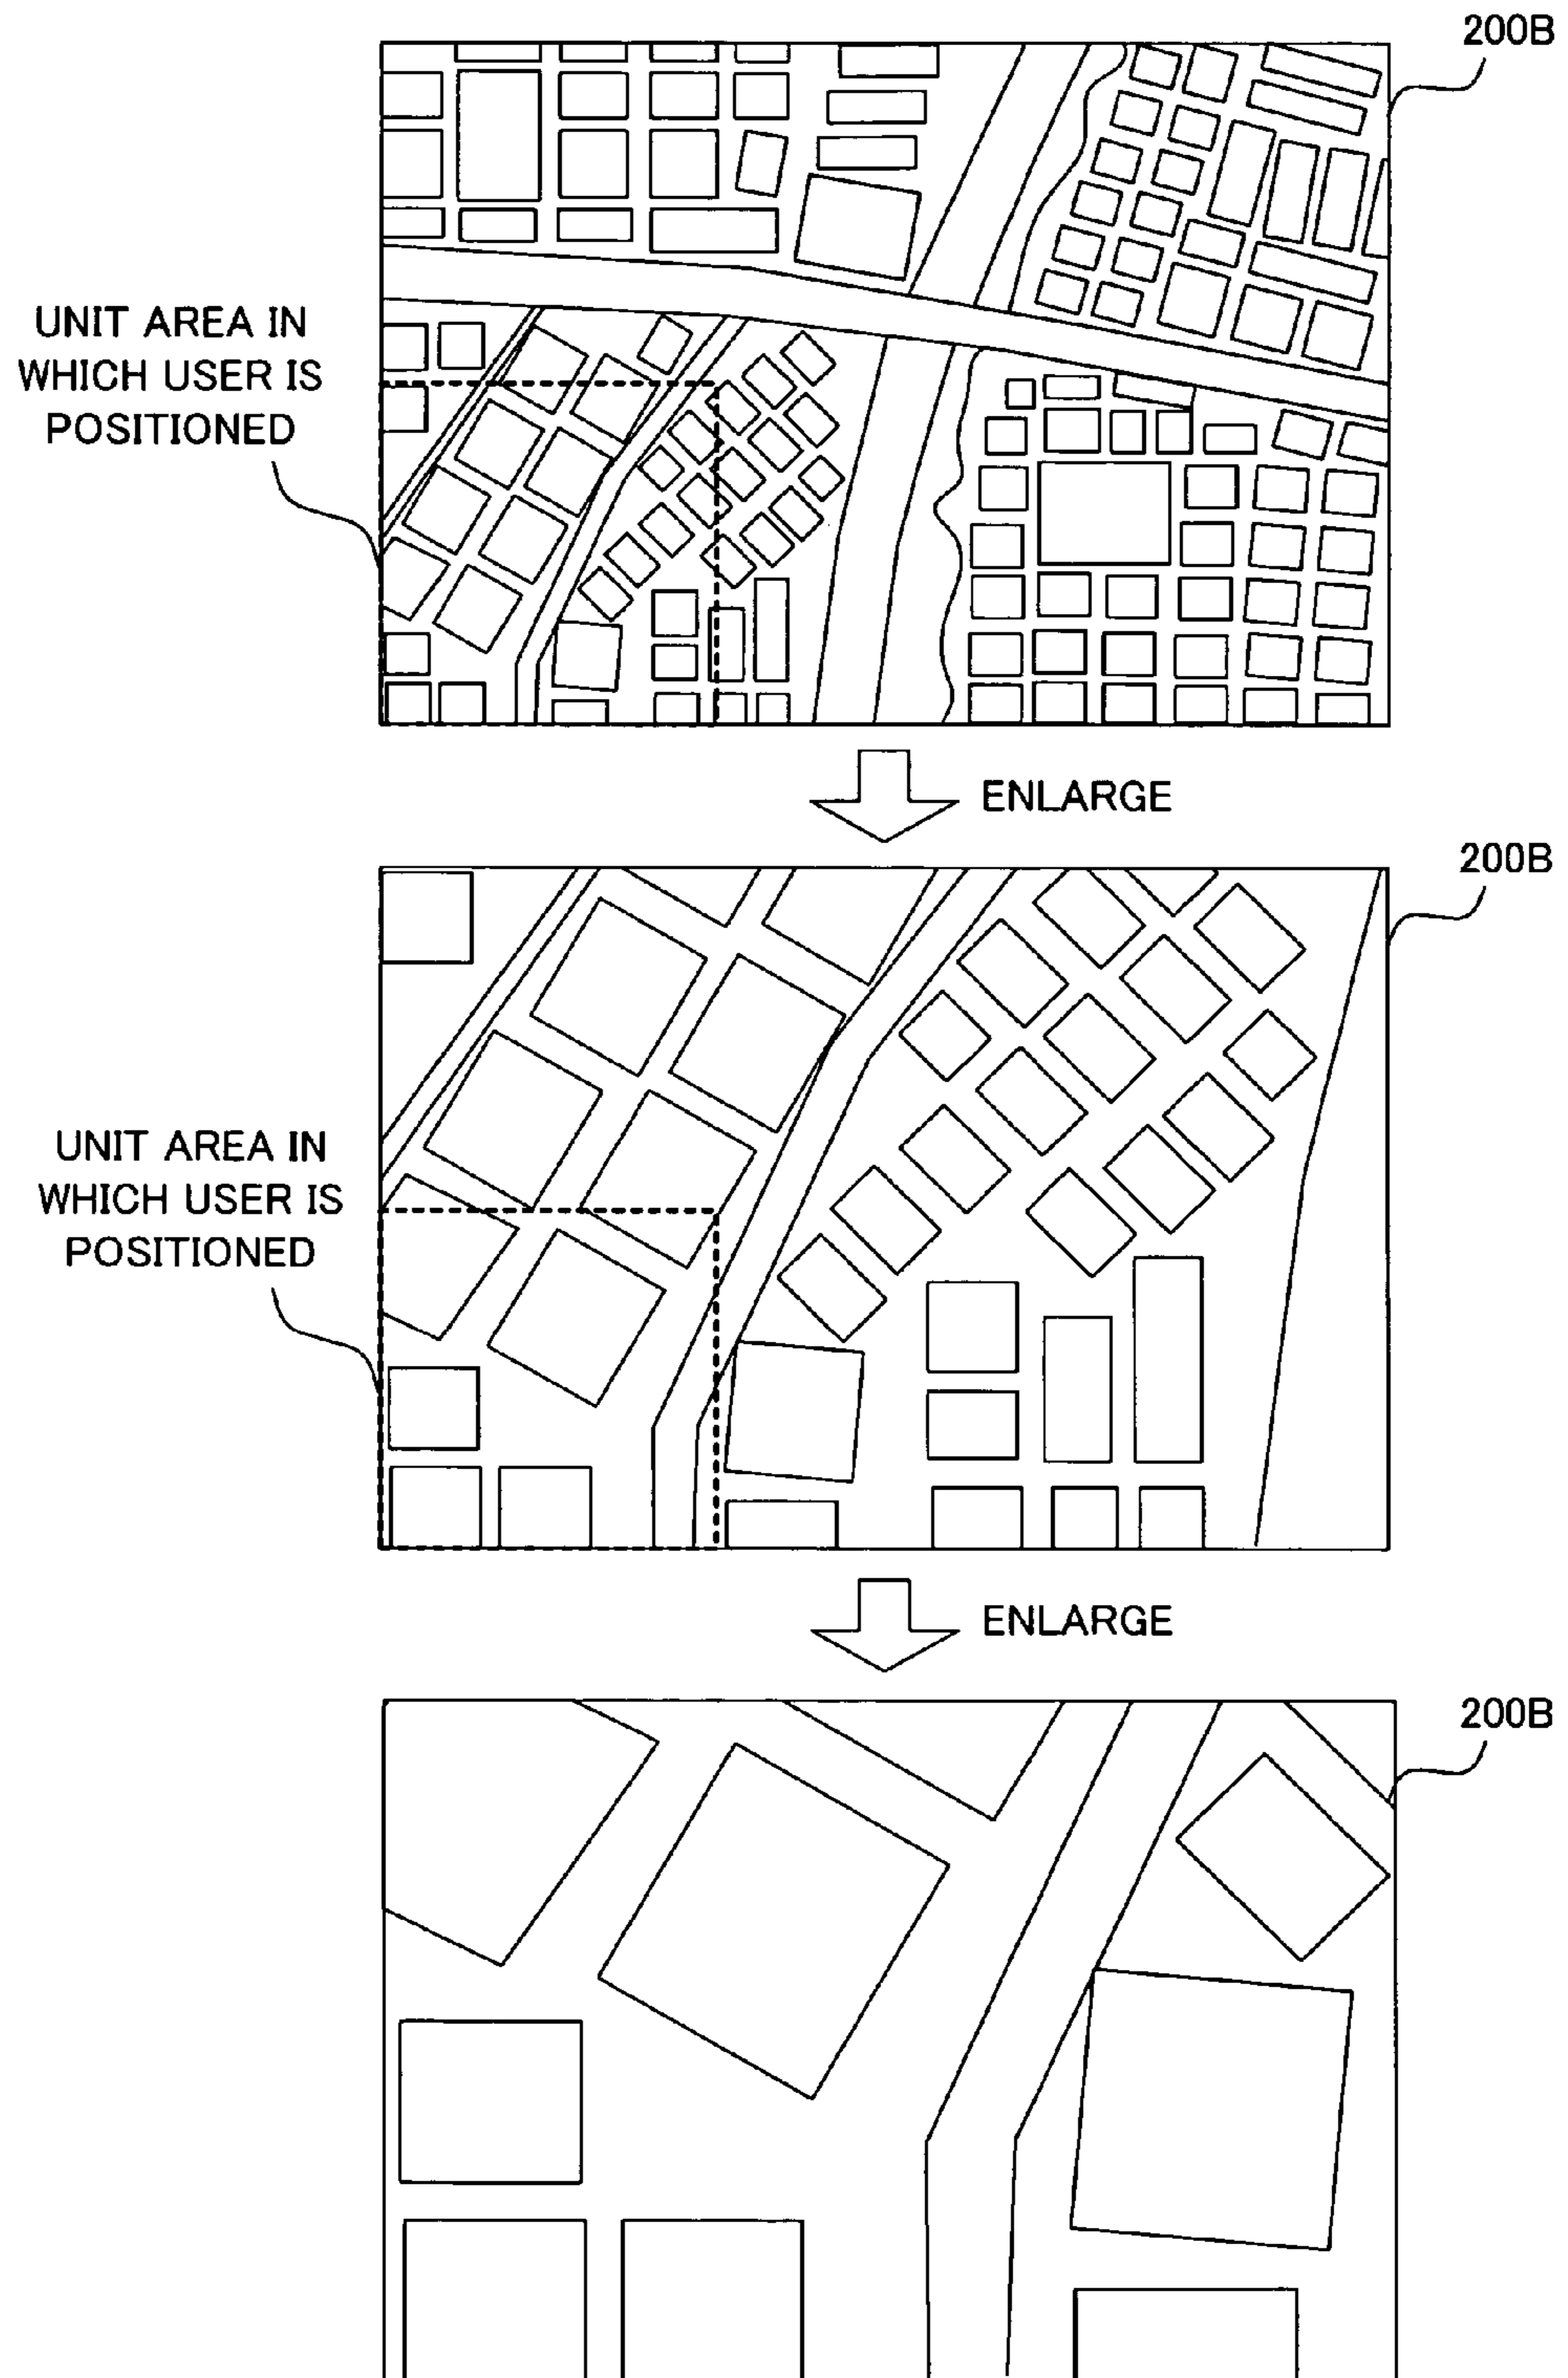 200B
UNIT AREA IN
WHICH USER IS
POSITIONED
ENLARGE
200B
UNIT AREA IN
WHICH USER IS
POSITIONED
ENLARGE
200B